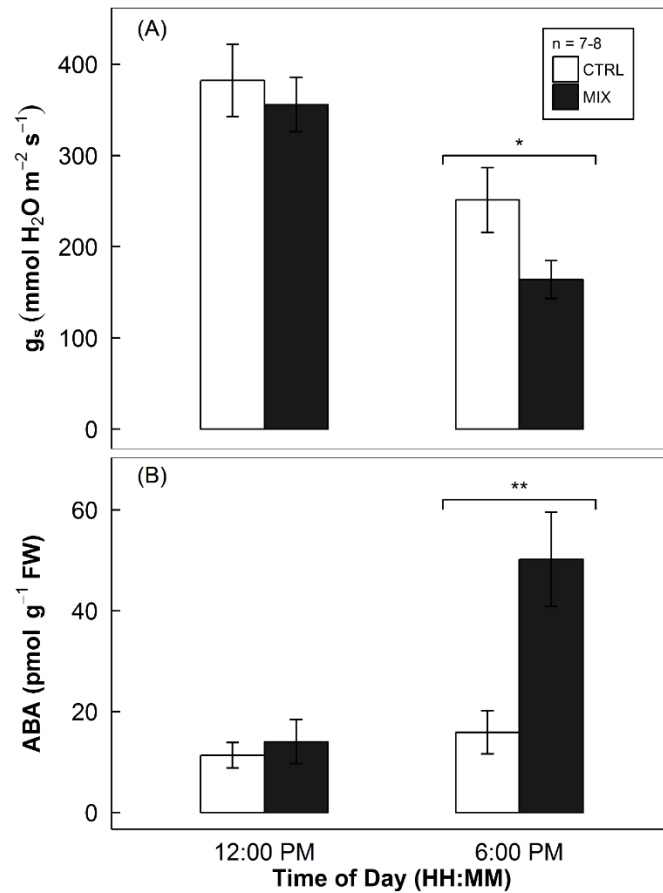 (A)
n = 7-8
CTRL
MIX
400
300
200
100
0
gₛ (mmol H₂O m⁻² s⁻¹)
*
(B)
**
60
40
20
0
ABA (pmol g⁻¹ FW)
12:00 PM 6:00 PM
Time of Day (HH:MM)